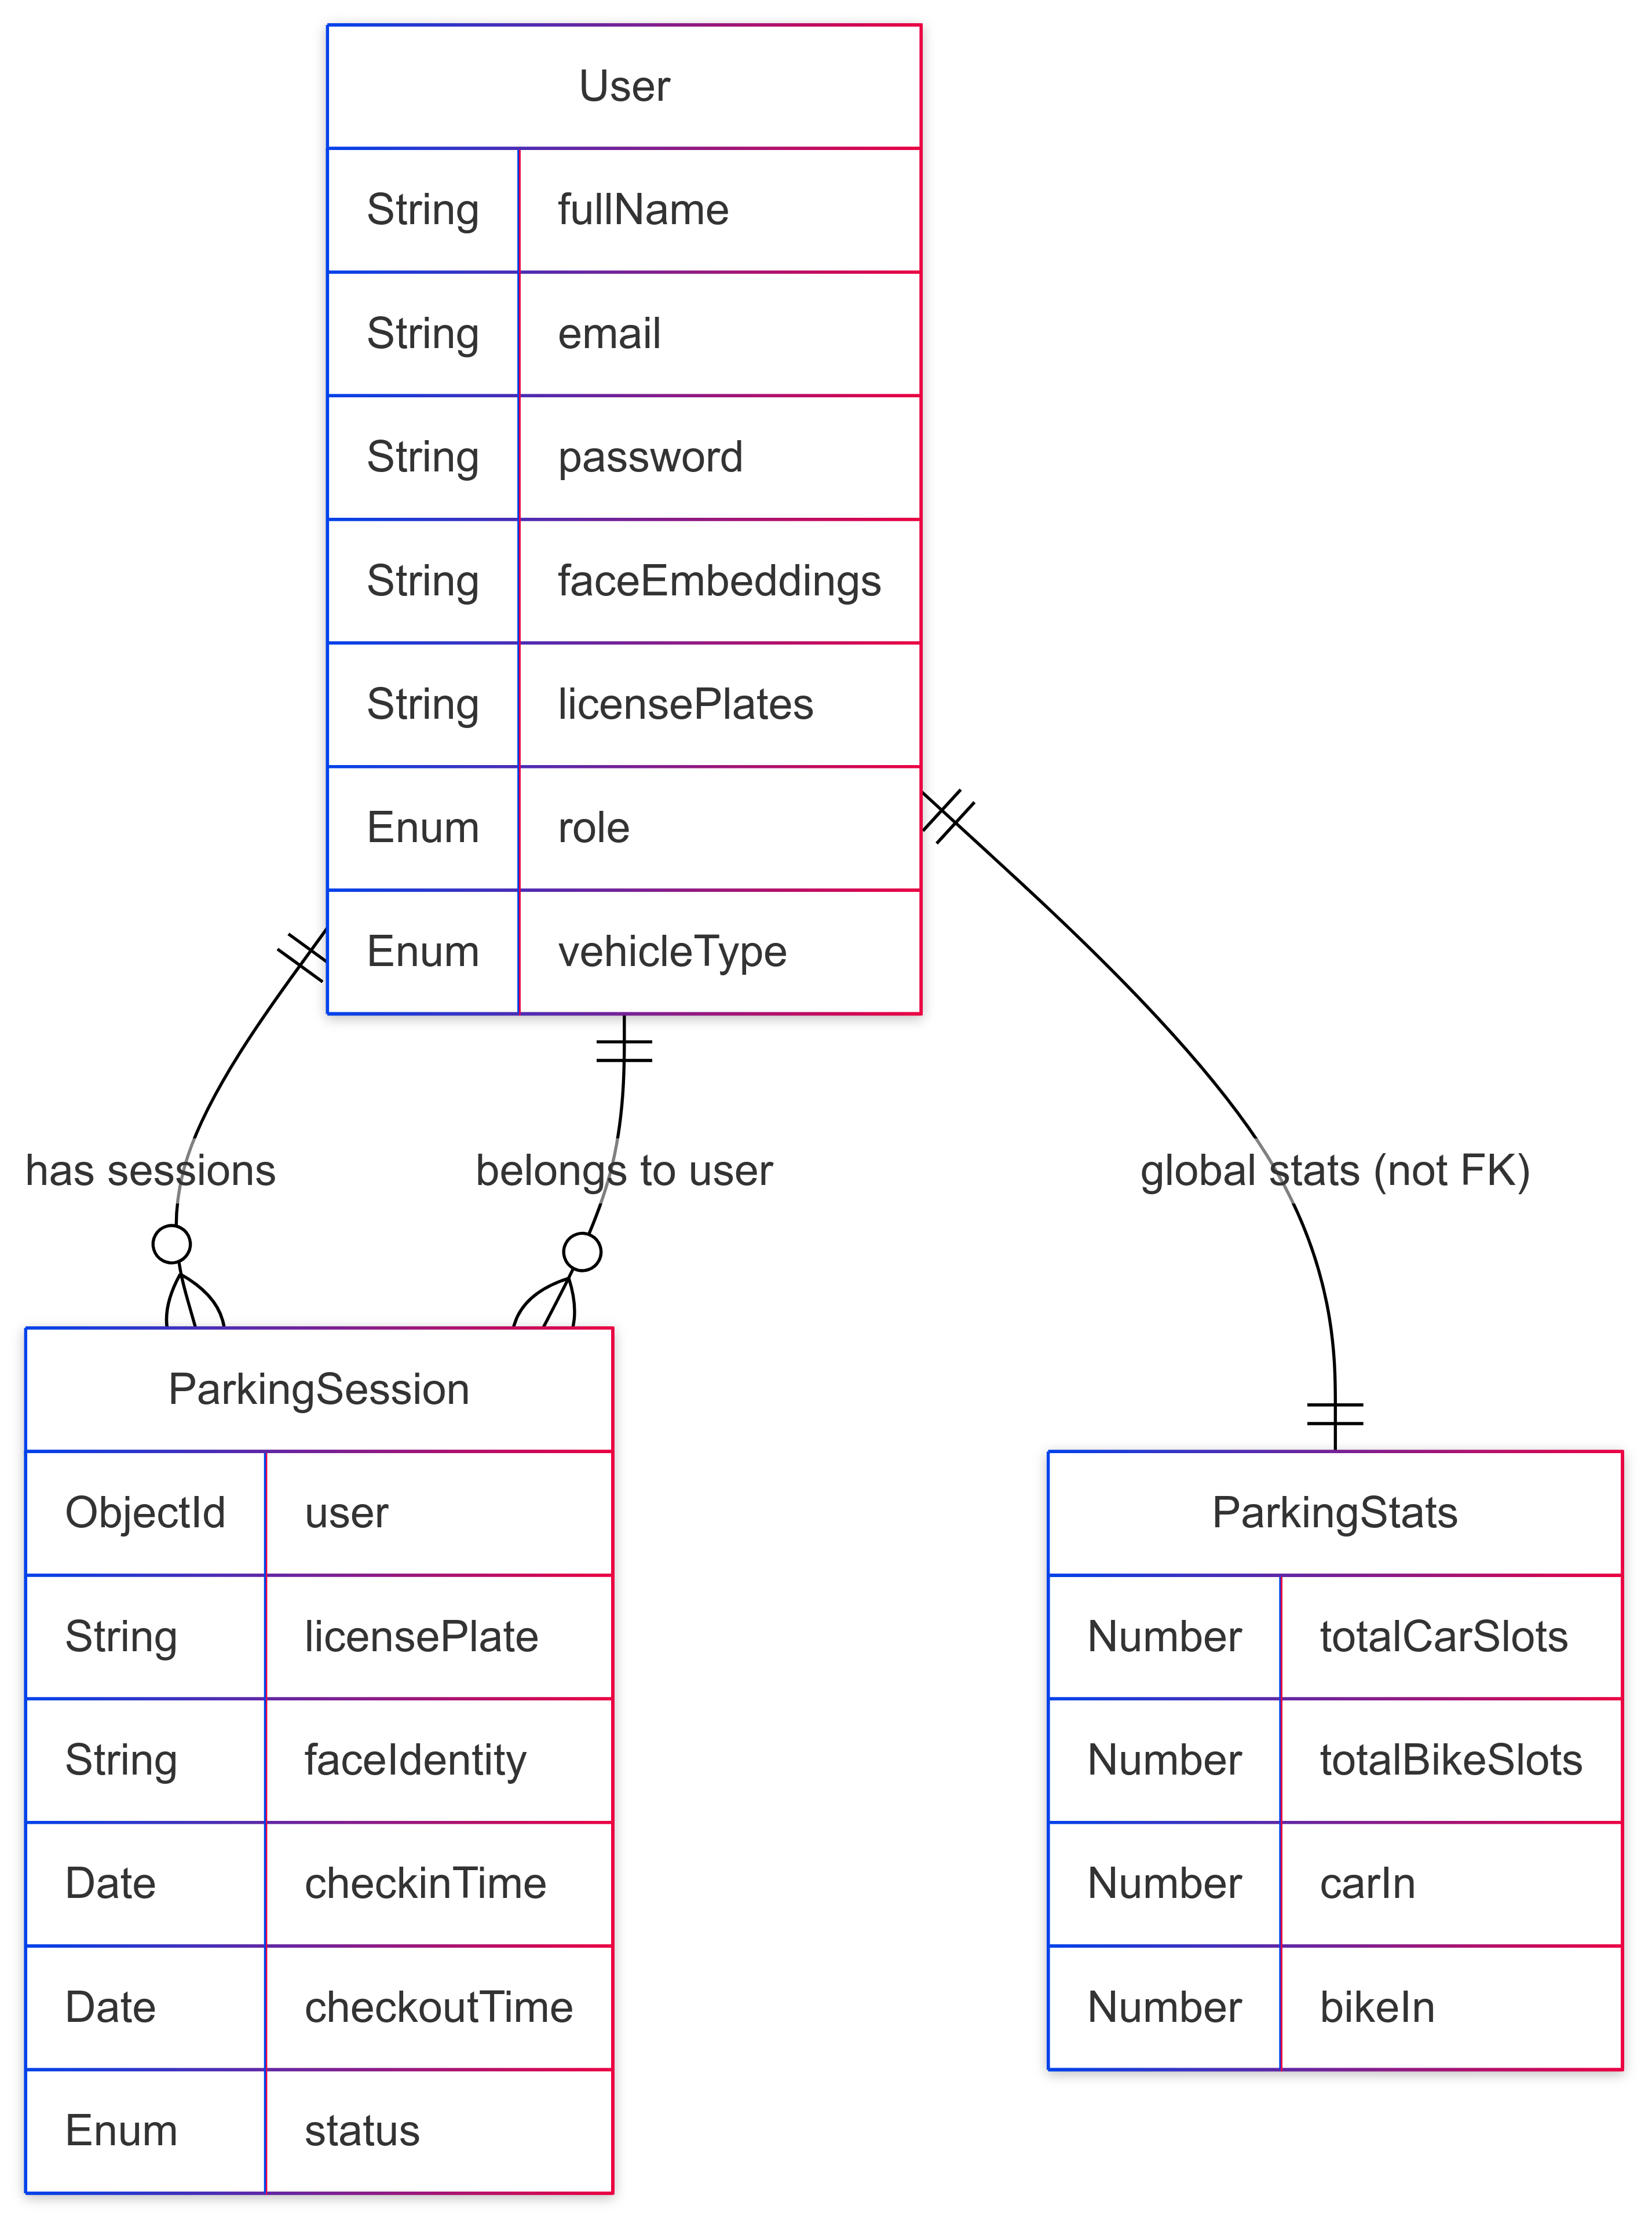 User
String fullName
String email
String password
String faceEmbeddings
String licensePlates
Enum role
Enum vehicleType
has sessions
belongs to user
global stats (not FK)
ParkingSession
ObjectId user
String licensePlate
String faceIdentity
Date checkinTime
Date checkoutTime
Enum status
ParkingStats
Number totalCarSlots
Number totalBikeSlots
Number carIn
Number bikeIn